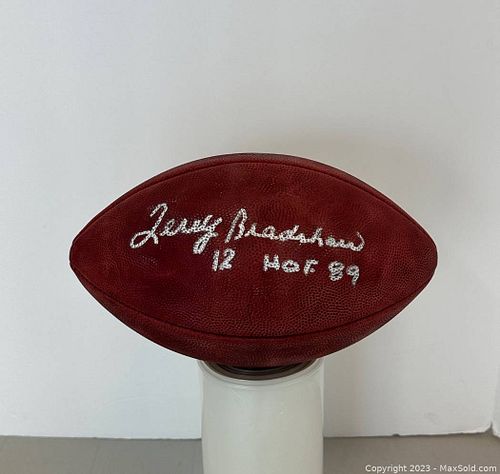 Terry Bradshaw
12 HOF 89
Copyright 2023 - MaxSold.com